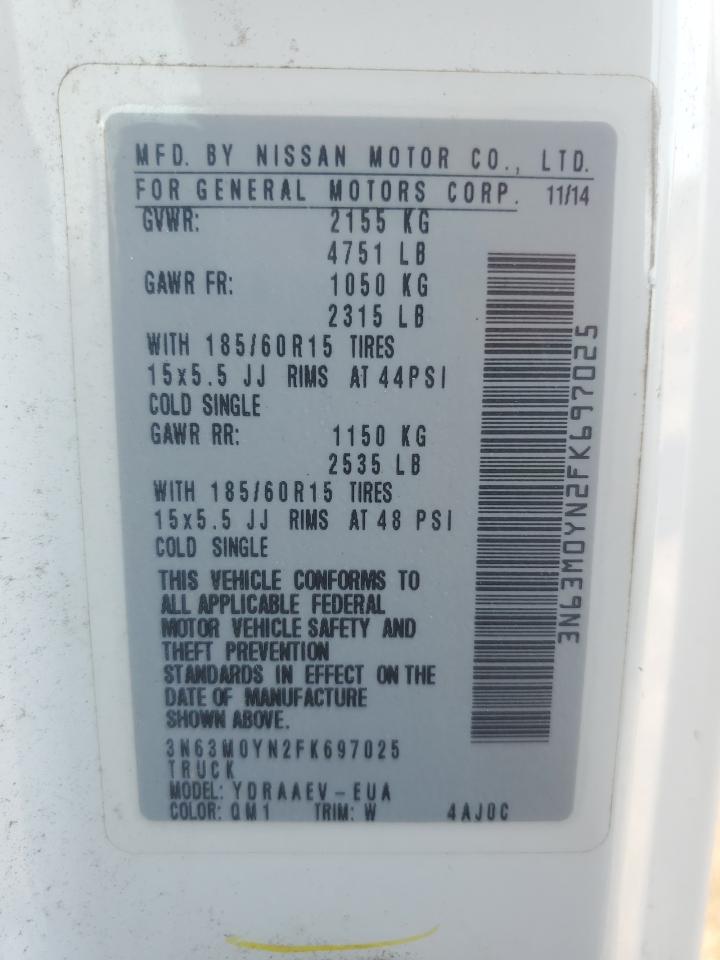 MFD. BY NISSAN MOTOR CO., LTD.
FOR GENERAL MOTORS CORP. 11/14
GVWR: 2155 KG
4751 LB
GAWR FR: 1050 KG
2315 LB
WITH 185/60R15 TIRES
15x5.5 JJ RIMS AT 44PSI
COLD SINGLE
GAWR RR: 1150 KG
2535 LB
WITH 185/60R15 TIRES
15x5.5 JJ RIMS AT 48 PSI
COLD SINGLE
THIS VEHICLE CONFORMS TO
ALL APPLICABLE FEDERAL
MOTOR VEHICLE SAFETY AND
THEFT PREVENTION
STANDARDS IN EFFECT ON THE
DATE OF MANUFACTURE
SHOWN ABOVE.
3N63M0YN2FK697025
TRUCK
MODEL: YDRAAEV-EUA
COLOR: QM1 TRIM: W 4AJ0C
3N63M0YN2FK697025